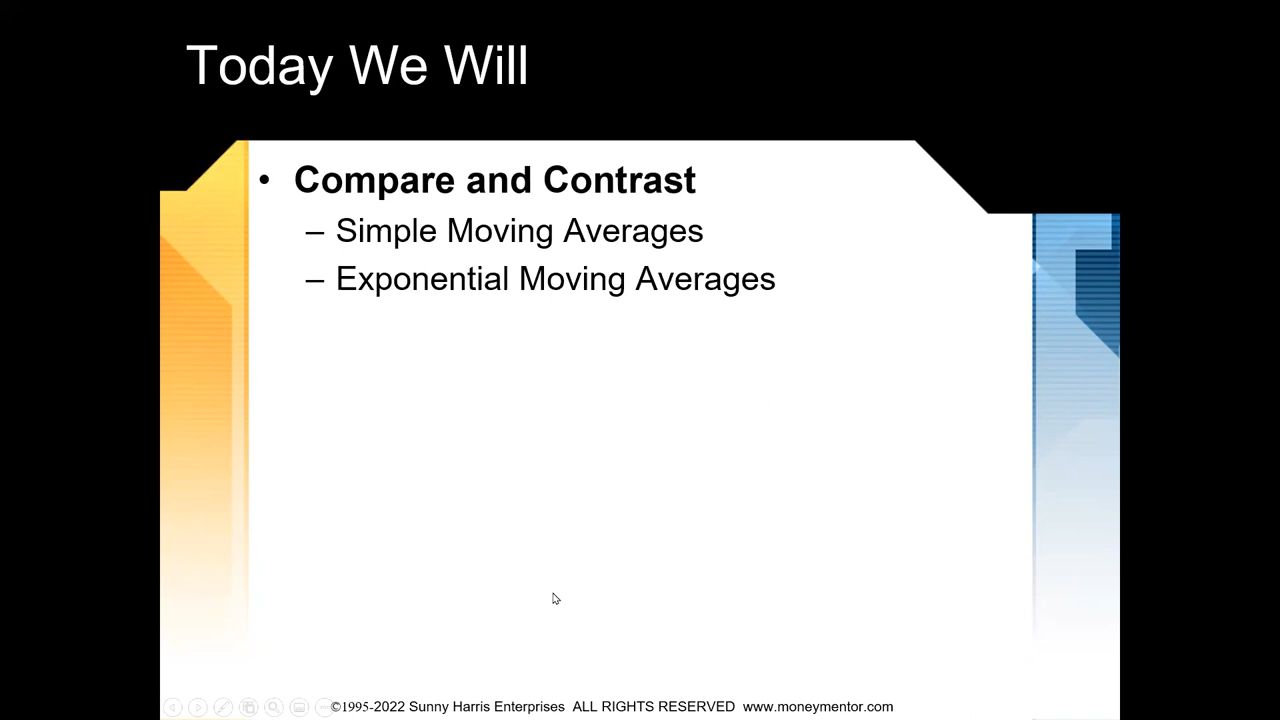 Today We Will
• Compare and Contrast
– Simple Moving Averages
– Exponential Moving Averages
©1995-2022 Sunny Harris Enterprises ALL RIGHTS RESERVED www.moneymentor.com